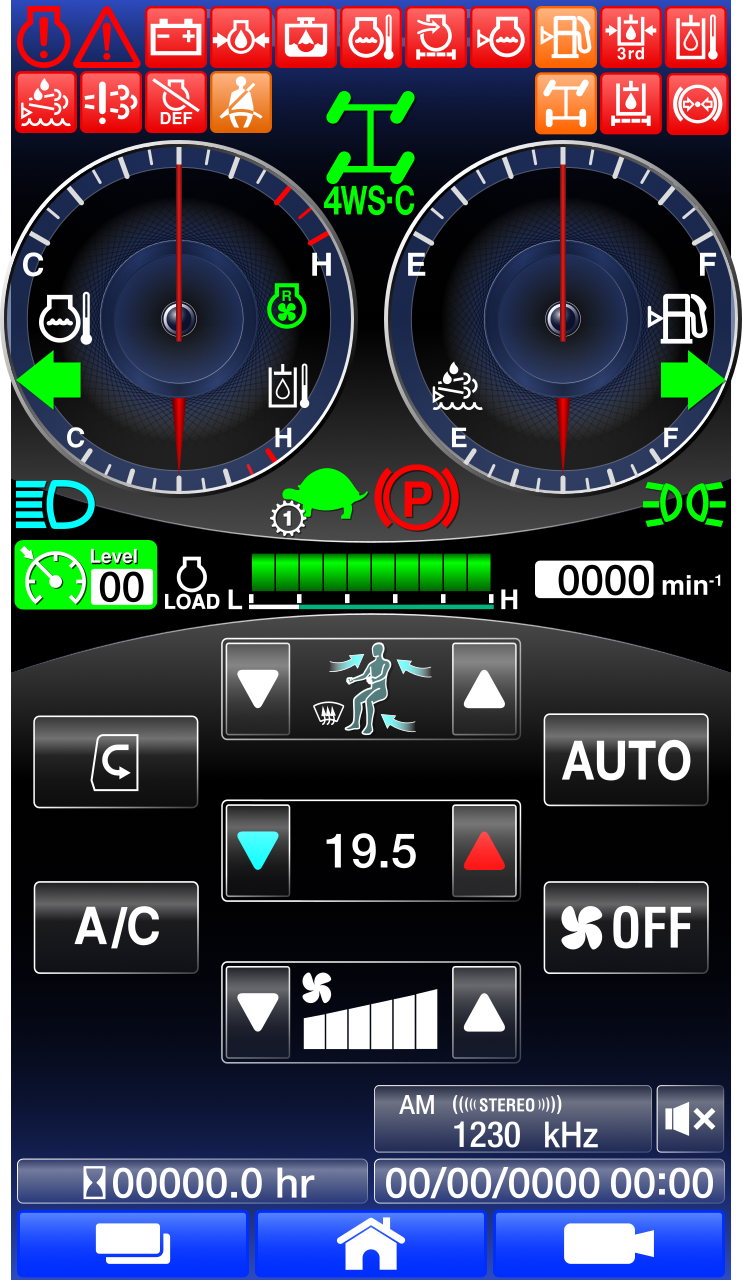 3rd
DEF
4WS·C
C
H
R
C
H
E
F
E
F
1
P
Level
00
LOAD
L
H
0000 min-1
AUTO
19.5
A/C
OFF
AM ((((( STEREO )))))
1230 kHz
00000.0 hr
00/00/0000 00:00